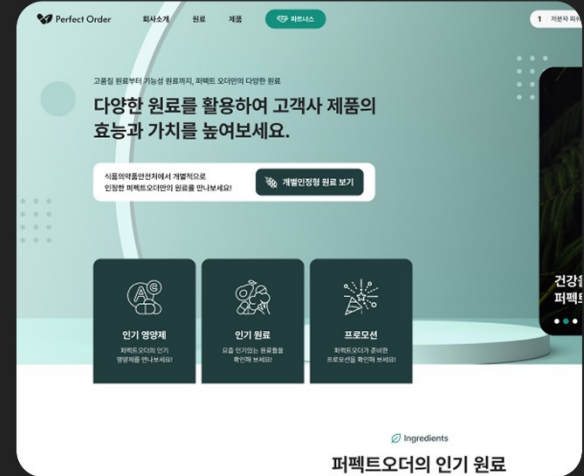 Perfect Order
회사소개
원료
제품
파트너스
1 저분자 피쉬
고품질 원료부터 기능성 원료까지, 퍼펙트 오더만의 다양한 원료
다양한 원료를 활용하여 고객사 제품의
효능과 가치를 높여보세요.
식품의약품안전처에서 개별적으로
인정한 퍼펙트오더만의 원료를 만나보세요!
개별인정형 원료 보기
건강을
퍼펙트
인기 영양제
퍼펙트오더의 인기
영양제를 만나보세요!
인기 원료
요즘 인기있는 원료들을
확인해 보세요!
프로모션
퍼펙트오더가 준비한
프로모션을 확인해 보세요!
Ingredients
퍼펙트오더의 인기 원료